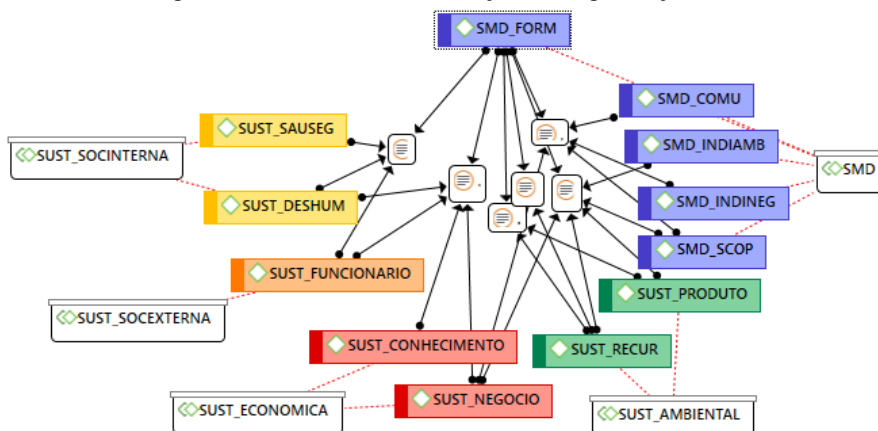 SMD_FORM
SMD_COMU
SUST_SAUSEG
SMD_INDIAMB
SUST_SOCINTERNA
SMD
SUST_DESHUM
SMD_INDINEG
SMD_SCOP
SUST_FUNCIONARIO
SUST_PRODUTO
SUST_SOCEXTERNA
SUST_CONHECIMENTO
SUST_RECUR
SUST_NEGOCIO
SUST_ECONOMICA
SUST_AMBIENTAL